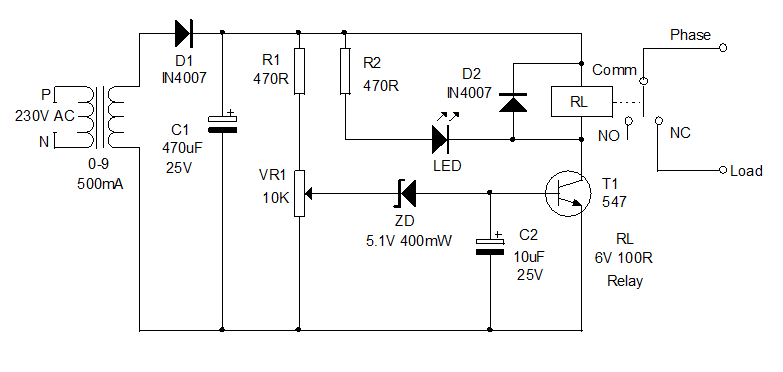 Phase
D1
IN4007
R1
470R
R2
470R
D2
IN4007
Comm
RL
P
230V AC
N
0-9
500mA
C1
+
470uF
25V
NO
NC
LED
Load
VR1
10K
T1
547
ZD
5.1V 400mW
+
C2
10uF
25V
RL
6V 100R
Relay